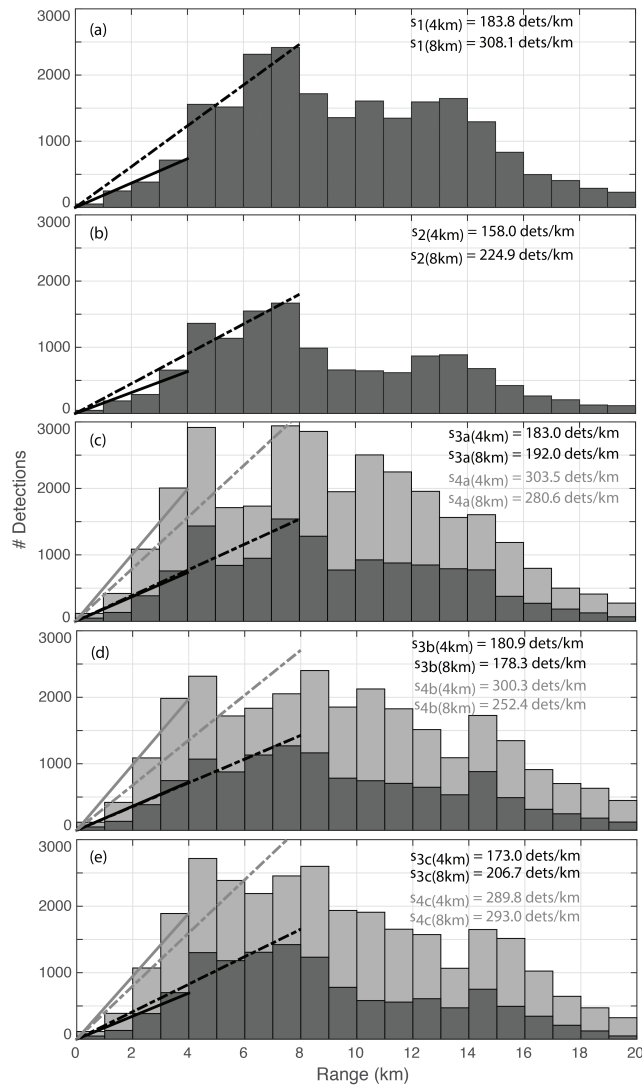 (a)
s1(4km) = 183.8 dets/km
s1(8km) = 308.1 dets/km
3000
2000
1000
0
(b)
s2(4km) = 158.0 dets/km
s2(8km) = 224.9 dets/km
3000
2000
1000
0
(c)
s3a(4km) = 183.0 dets/km
s3a(8km) = 192.0 dets/km
s4a(4km) = 303.5 dets/km
s4a(8km) = 280.6 dets/km
3000
2000
1000
0
# Detections
(d)
s3b(4km) = 180.9 dets/km
s3b(8km) = 178.3 dets/km
s4b(4km) = 300.3 dets/km
s4b(8km) = 252.4 dets/km
3000
2000
1000
0
(e)
s3c(4km) = 173.0 dets/km
s3c(8km) = 206.7 dets/km
s4c(4km) = 289.8 dets/km
s4c(8km) = 293.0 dets/km
3000
2000
1000
0
0 2 4 6 8 10 12 14 16 18 20
Range (km)